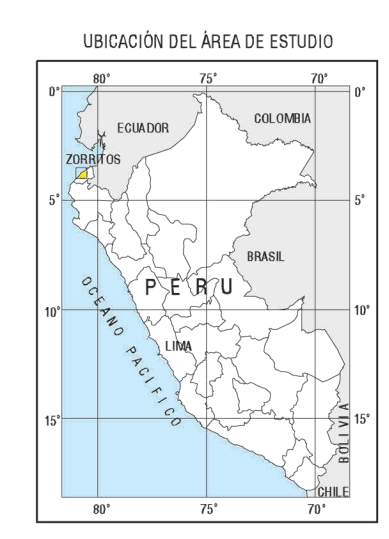 UBICACIÓN DEL ÁREA DE ESTUDIO
80° 75° 70°
0° 0°
COLOMBIA
ECUADOR
ZORRITOS
5° 5°
BRASIL
PERU
OCEANO PACIFICO
10° 10°
LIMA
15° 15°
BOLIVIA
CHILE
80° 75° 70°